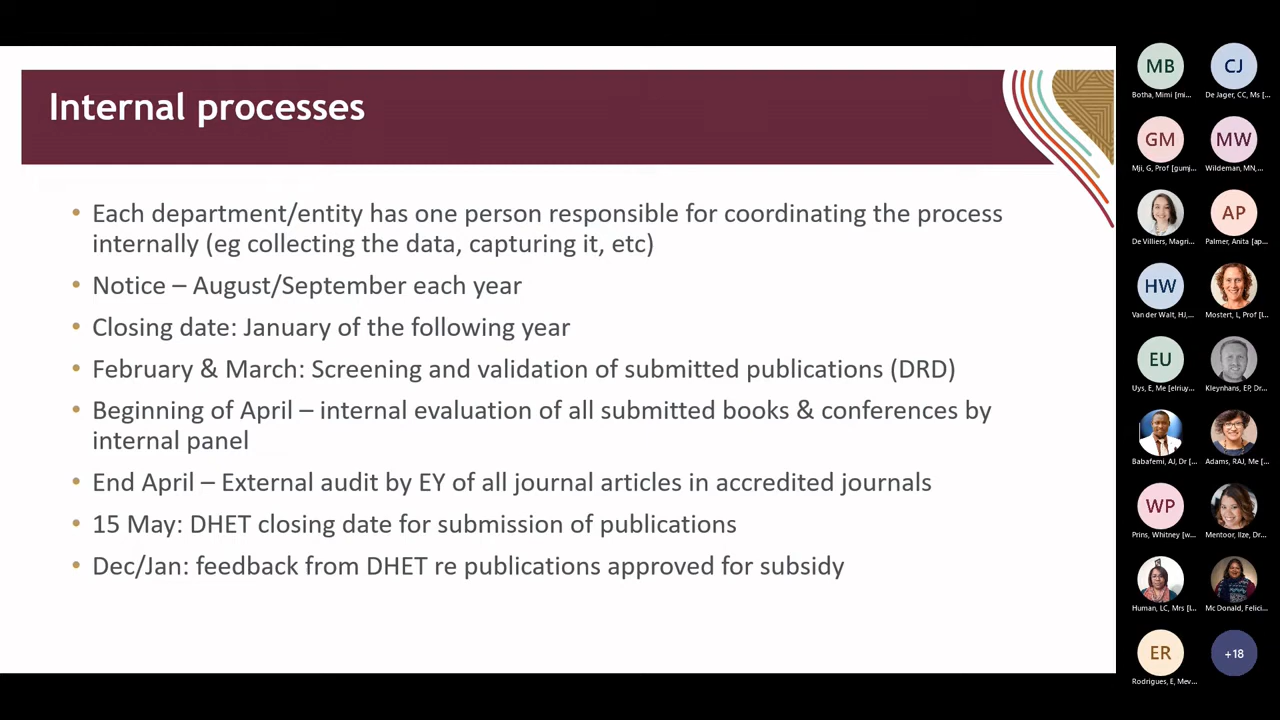 Internal processes
• Each department/entity has one person responsible for coordinating the process
internally (eg collecting the data, capturing it, etc)
• Notice – August/September each year
• Closing date: January of the following year
• February & March: Screening and validation of submitted publications (DRD)
• Beginning of April – internal evaluation of all submitted books & conferences by
internal panel
• End April – External audit by EY of all journal articles in accredited journals
• 15 May: DHET closing date for submission of publications
• Dec/Jan: feedback from DHET re publications approved for subsidy
MB
CJ
Botha, Mimi [mi...
De Jager, CC, Ms [...
GM
MW
Mji, G, Prof [gumj...
Wildeman, MN,...
AP
De Villiers, Magri...
Palmer, Anita [ap...
HW
Van der Walt, HJ,...
Mostert, L, Prof [l...
EU
Uys, E, Me [elriuy...
Kleynhans, EP, Dr...
Babafemi, AJ, Dr [...
Adams, RAJ, Me [...
WP
Prins, Whitney [w...
Mentoor, Ilze, Dr...
Human, LC, Mrs [l...
Mc Donald, Felici...
ER
+18
Rodrigues, E, Mev...